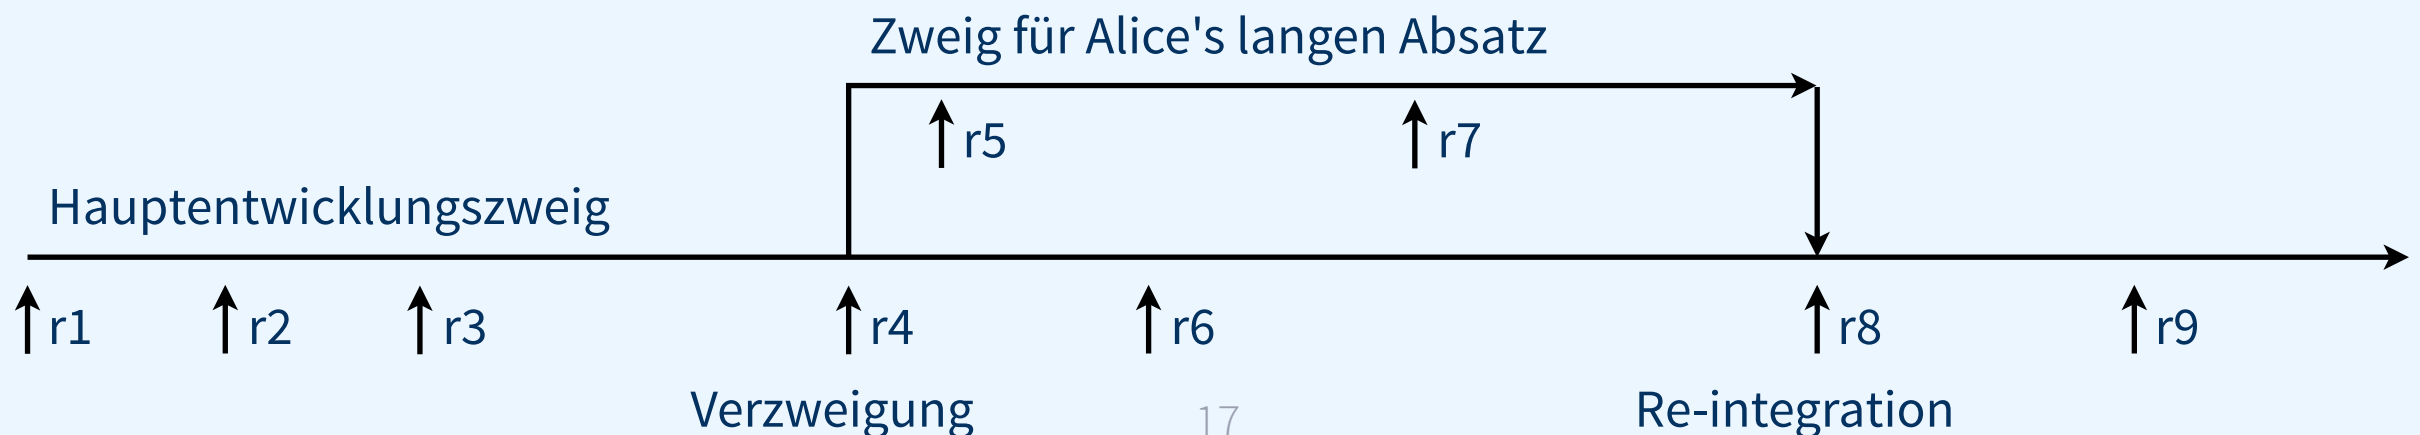 Zweig für Alice's langen Absatz
r5 r7
Hauptentwicklungszweig
r1 r2 r3 r4 r6 r8 r9
Verzweigung 17 Re-integration